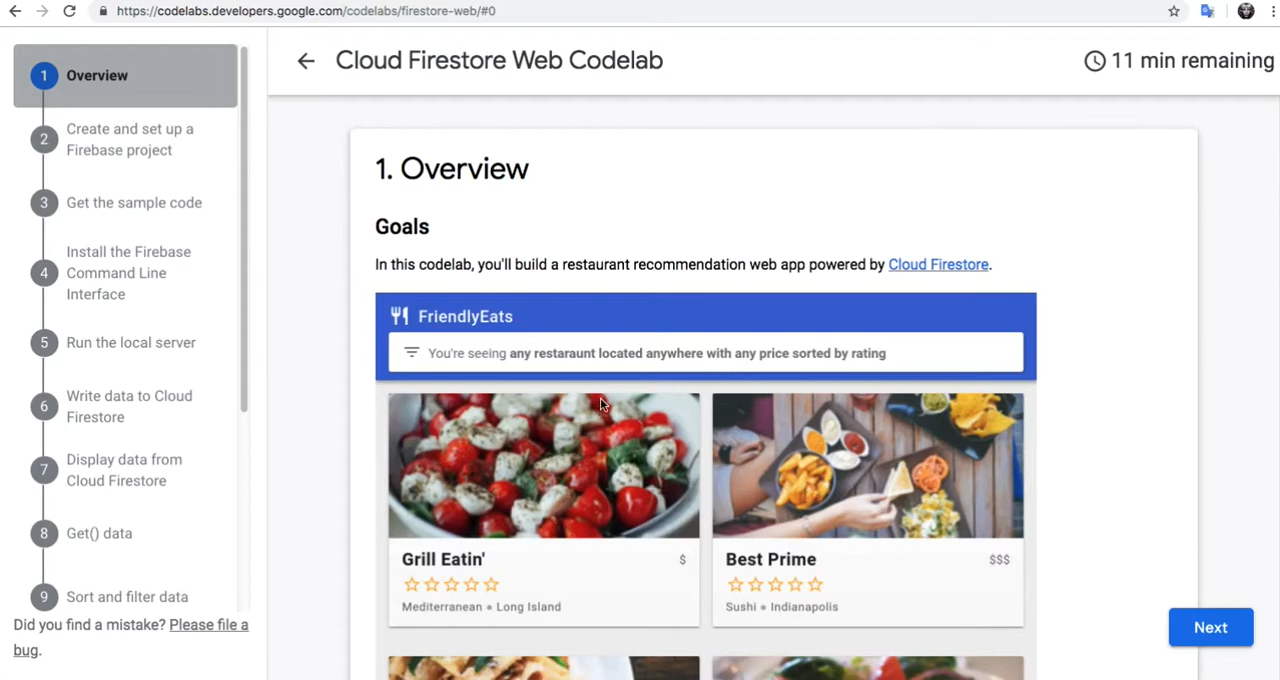 https://codelabs.developers.google.com/codelabs/firestore-web/#0
1 Overview
2 Create and set up a
Firebase project
3 Get the sample code
4 Install the Firebase
Command Line
Interface
5 Run the local server
6 Write data to Cloud
Firestore
7 Display data from
Cloud Firestore
8 Get() data
9 Sort and filter data
Did you find a mistake? Please file a
bug.
Cloud Firestore Web Codelab
11 min remaining
1. Overview
Goals
In this codelab, you'll build a restaurant recommendation web app powered by Cloud Firestore.
FriendlyEats
You're seeing any restaraunt located anywhere with any price sorted by rating
Grill Eatin' $
Mediterranean ● Long Island
Best Prime $$$
Sushi ● Indianapolis
Next